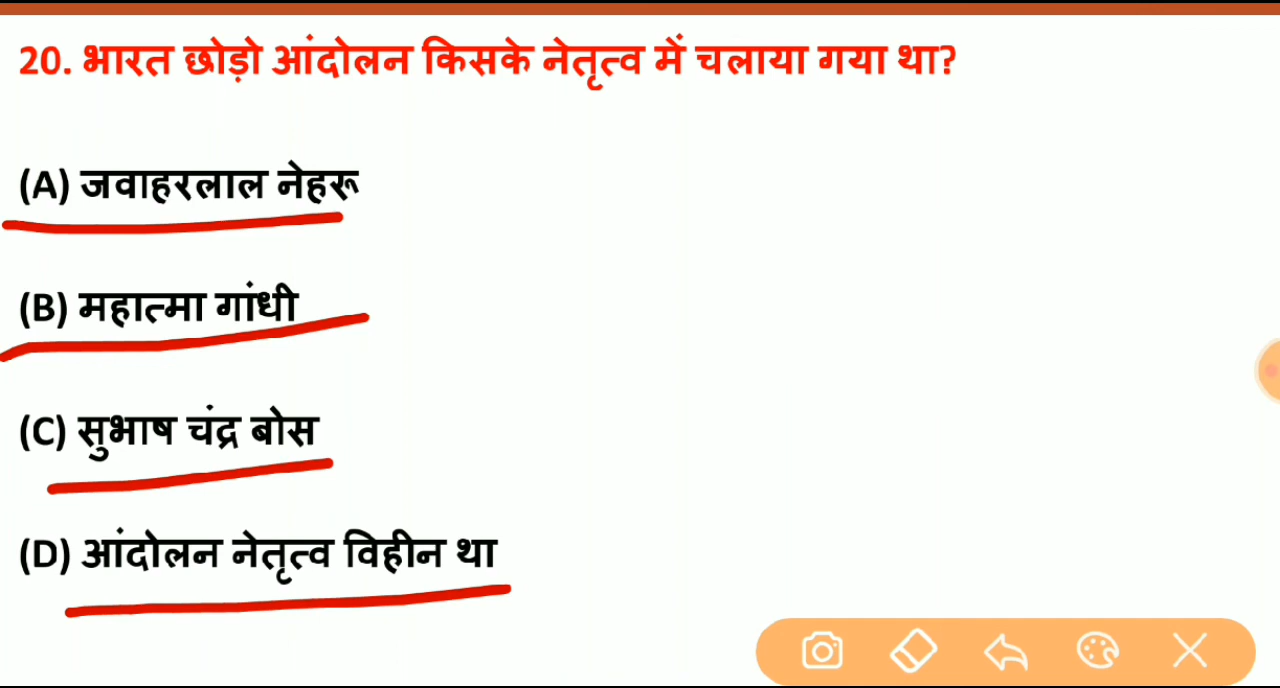 20. भारत छोड़ो आंदोलन किसके नेतृत्व में चलाया गया था?
(A) जवाहरलाल नेहरू
(B) महात्मा गांधी
(C) सुभाष चंद्र बोस
(D) आंदोलन नेतृत्व विहीन था